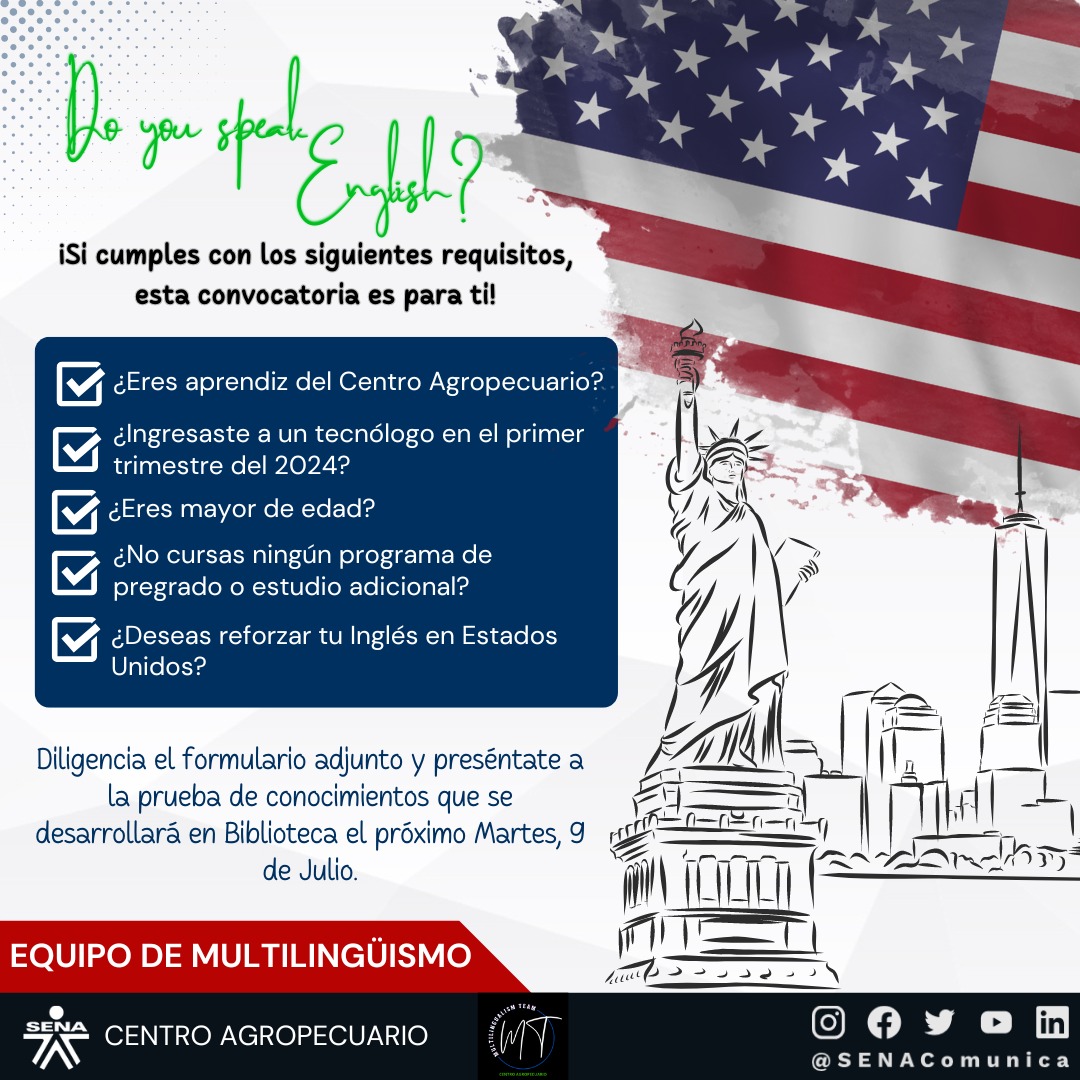 Do you speak
English?
¡Si cumples con los siguientes requisitos,
esta convocatoria es para ti!
¿Eres aprendiz del Centro Agropecuario?
¿Ingresaste a un tecnólogo en el primer
trimestre del 2024?
¿Eres mayor de edad?
¿No cursas ningún programa de
pregrado o estudio adicional?
¿Deseas reforzar tu Inglés en Estados
Unidos?
Diligencia el formulario adjunto y preséntate a
la prueba de conocimientos que se
desarrollará en Biblioteca el próximo Martes, 9
de Julio.
EQUIPO DE MULTILINGÜISMO
SENA
CENTRO AGROPECUARIO
MULTILINGUALISM TEAM
MT
CENTRO AGROPECUARIO
@SENAComunica